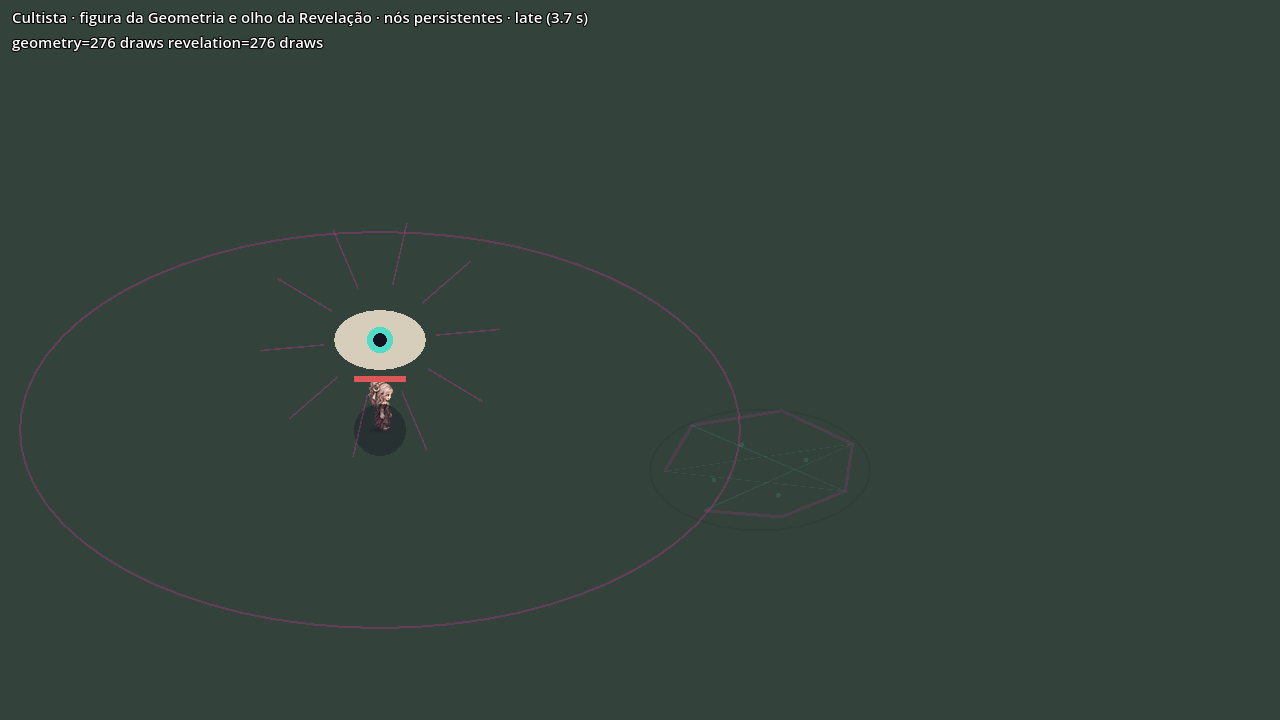 Cultista · figura da Geometria e olho da Revelação · nós persistentes · late (3.7 s)
geometry=276 draws revelation=276 draws